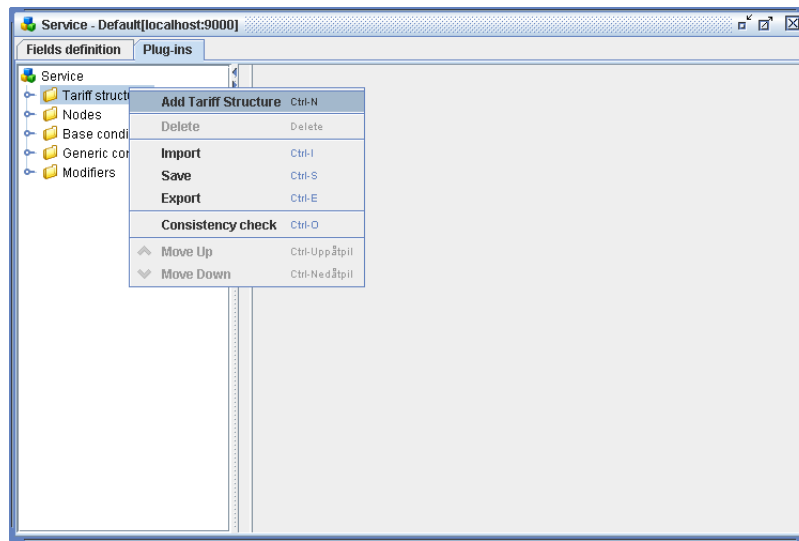 Service - Default[localhost:9000]
Fields definition Plug-ins
Service
Tariff struct
Nodes
Base condi
Generic cor
Modifiers
Add Tariff Structure Ctrl-N
Delete Delete
Import Ctrl-I
Save Ctrl-S
Export Ctrl-E
Consistency check Ctrl-O
Move Up Ctrl-Uppåtpil
Move Down Ctrl-Nedåtpil